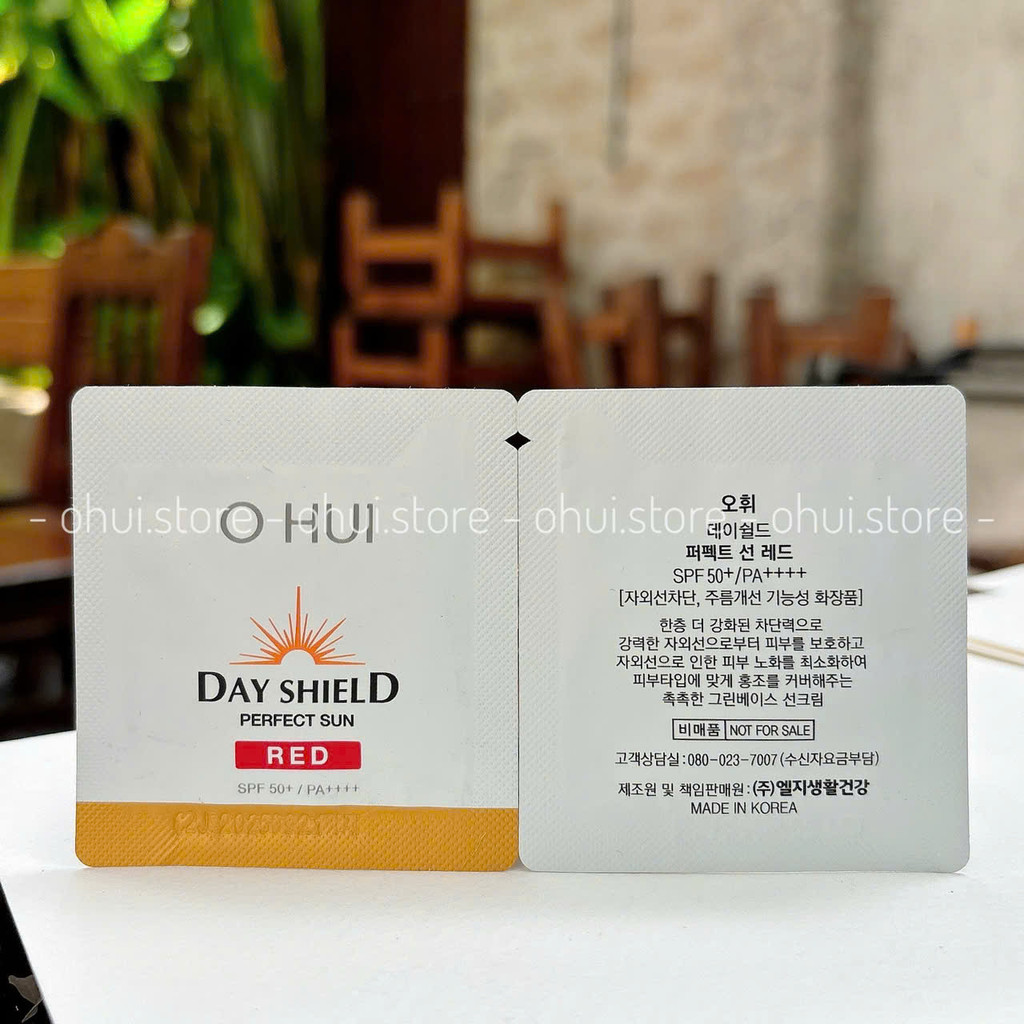 - ohui.store - ohui.store - ohui.store - ohui.store -
O HUI
DAY SHIELD
PERFECT SUN
RED
SPF 50+ / PA++++
오휘
데이쉴드
퍼펙트 선 레드
SPF 50+/PA++++
[자외선차단, 주름개선 기능성 화장품]
한층 더 강화된 차단력으로
강력한 자외선으로부터 피부를 보호하고
자외선으로 인한 피부 노화를 최소화하여
피부타입에 맞게 홍조를 커버해주는
촉촉한 그린베이스 선크림
비매품 NOT FOR SALE
고객상담실:080-023-7007(수신자요금부담)
제조원 및 책임판매원:(주)엘지생활건강
MADE IN KOREA